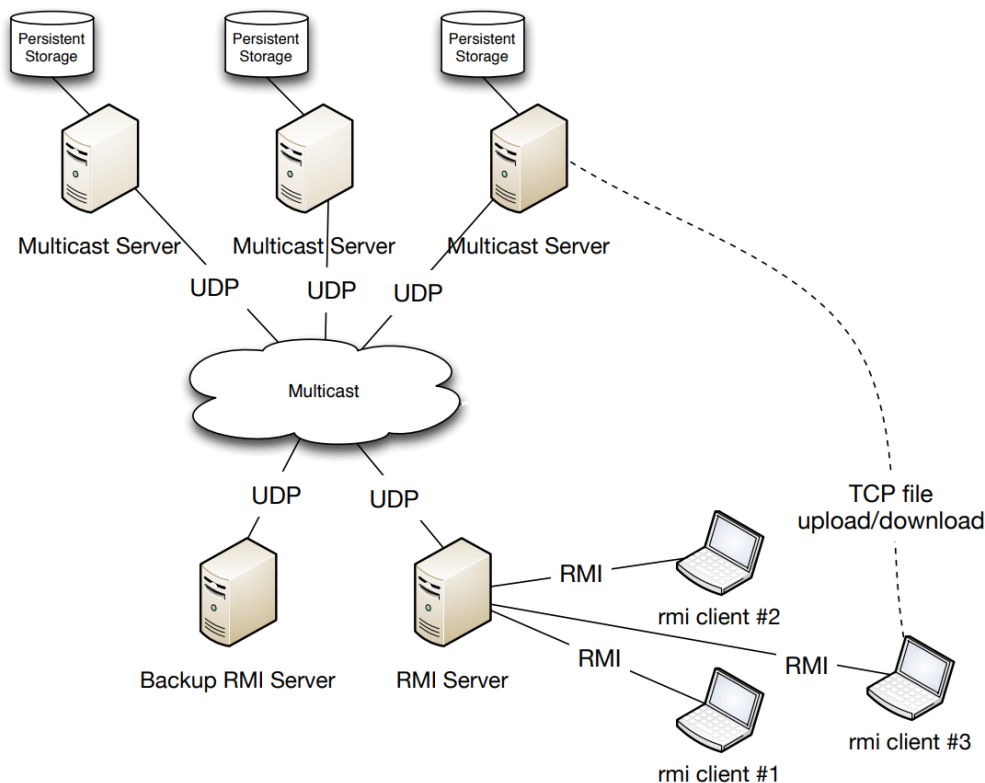 Persistent
Storage
Persistent
Storage
Persistent
Storage
Multicast Server
Multicast Server
Multicast Server
UDP
UDP
UDP
Multicast
UDP
UDP
TCP file
upload/download
RMI
rmi client #2
Backup RMI Server
RMI Server
RMI
RMI
rmi client #3
rmi client #1